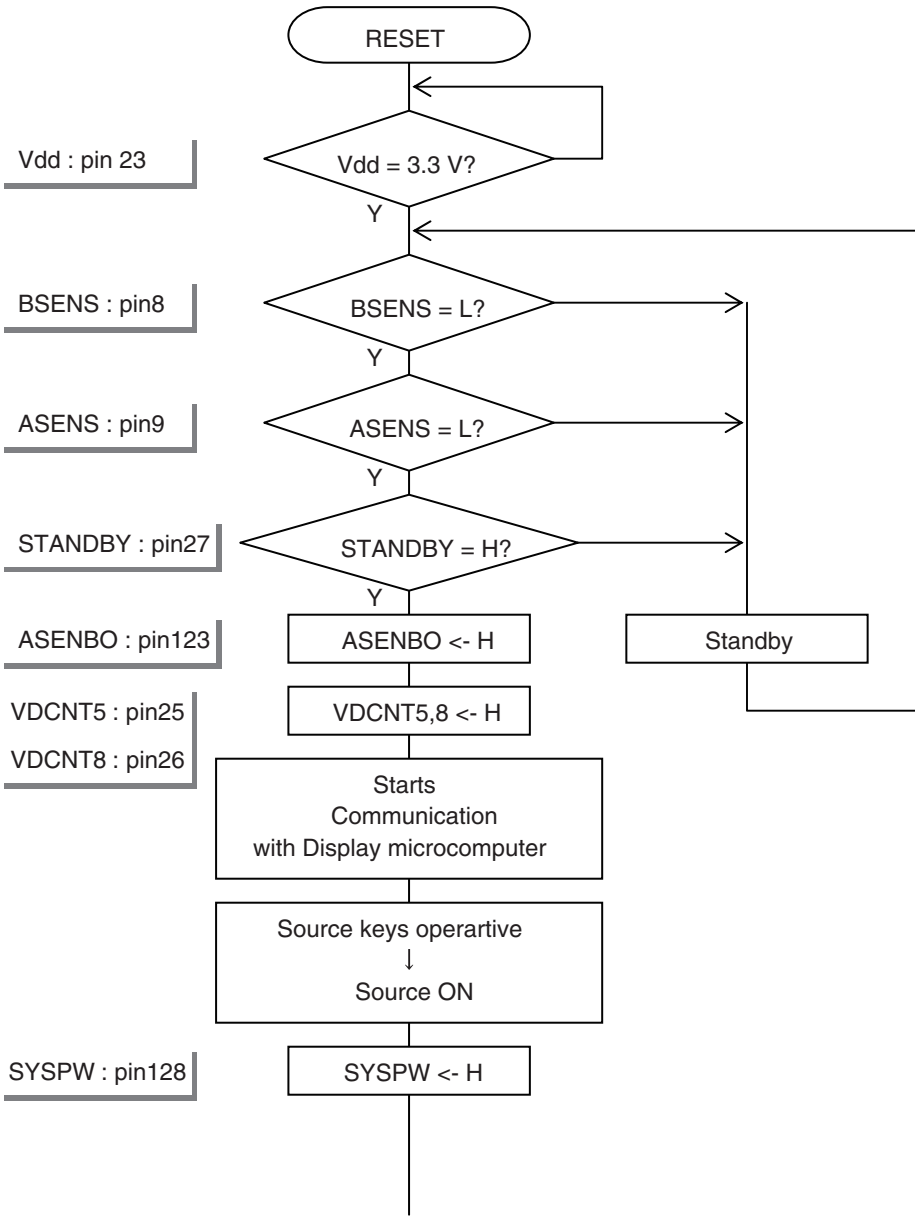 RESET
Vdd : pin 23
Vdd = 3.3 V?
Y
BSENS : pin8
BSENS = L?
Y
ASENS : pin9
ASENS = L?
Y
STANDBY : pin27
STANDBY = H?
Y
ASENBO : pin123
ASENBO <- H
Standby
VDCNT5 : pin25
VDCNT5,8 <- H
VDCNT8 : pin26
Starts
Communication
with Display microcomputer
Source keys operartive
↓
Source ON
SYSPW : pin128
SYSPW <- H